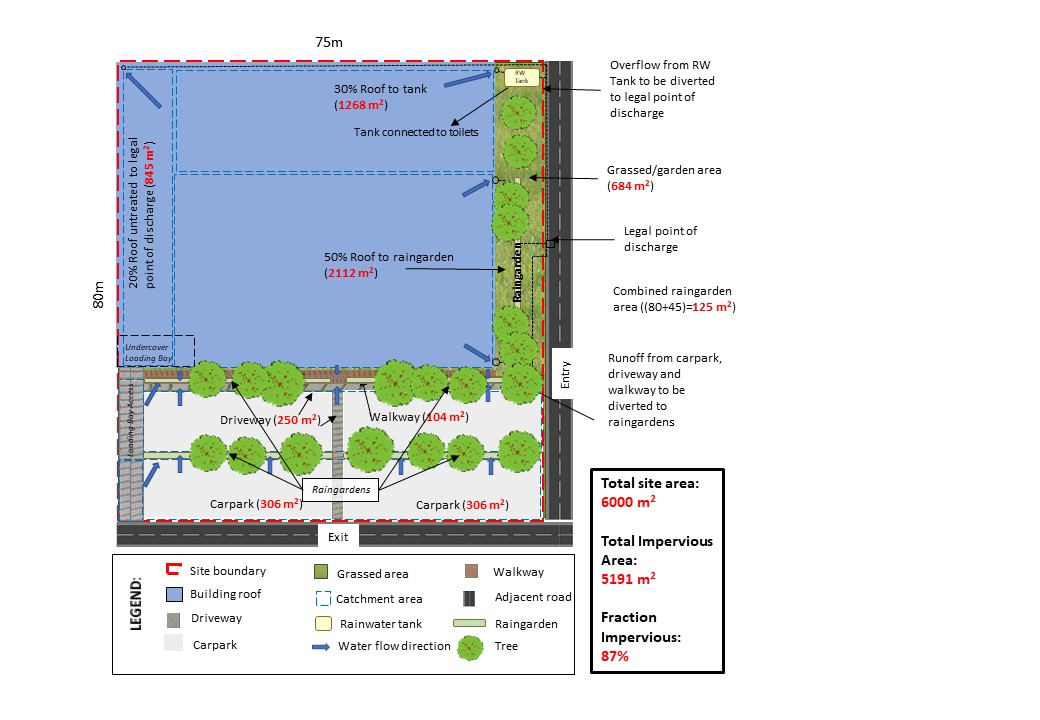 75m
80m
RW
Tank
30% Roof to tank
(1268 m²)
Tank connected to toilets
20% Roof untreated to legal
point of discharge (845 m²)
50% Roof to raingarden
(2112 m²)
Raingarden
Undercover
Loading Bay
Loading Bay Access
Driveway (250 m²)
Walkway (104 m²)
Raingardens
Carpark (306 m²)
Carpark (306 m²)
Exit
Entry
Overflow from RW
Tank to be diverted
to legal point of
discharge
Grassed/garden area
(684 m²)
Legal point of
discharge
Combined raingarden
area ((80+45)=125 m²)
Runoff from carpark,
driveway and
walkway to be
diverted to
raingardens
Total site area:
6000 m²
Total Impervious
Area:
5191 m²
Fraction
Impervious:
87%
LEGEND:
Site boundary
Building roof
Driveway
Carpark
Grassed area
Catchment area
Rainwater tank
Water flow direction
Walkway
Adjacent road
Raingarden
Tree